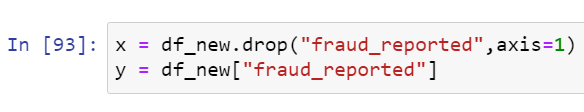 In [93]: x = df_new.drop("fraud_reported",axis=1)
y = df_new["fraud_reported"]